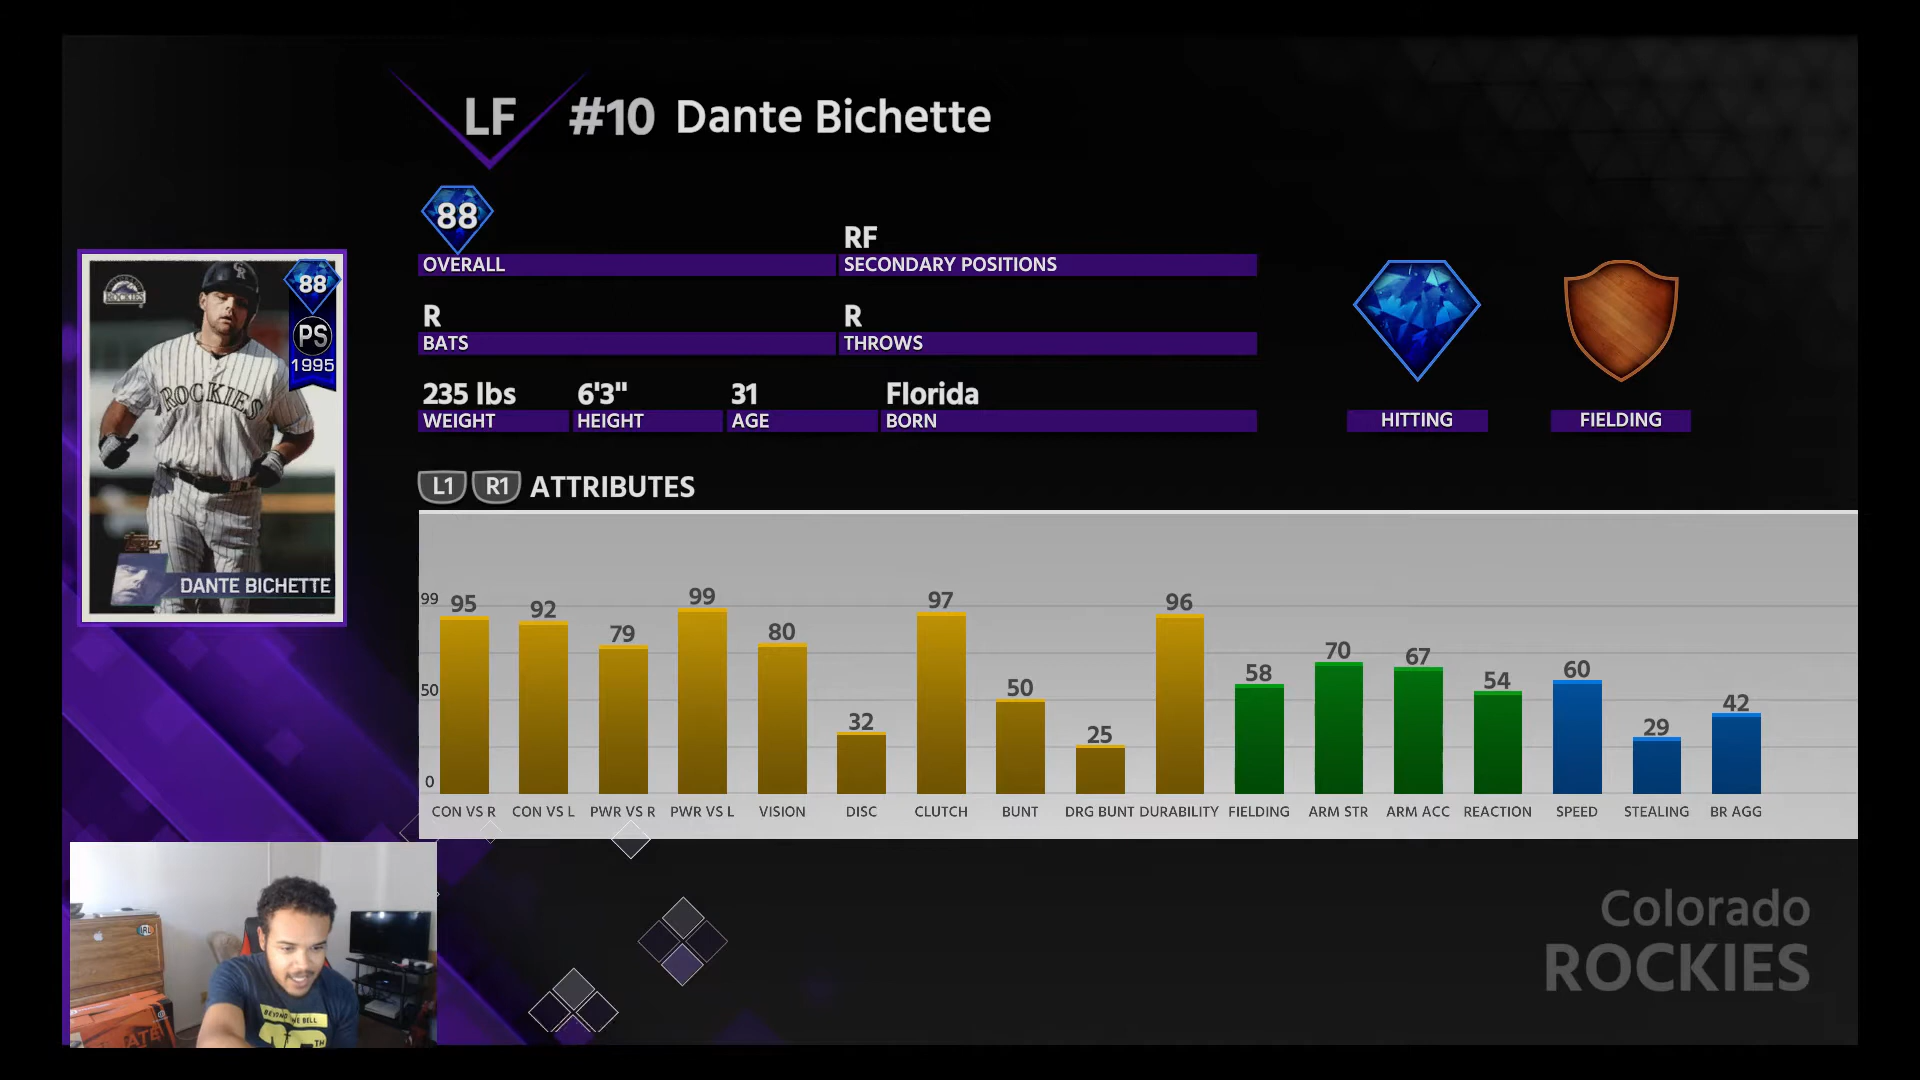 LF #10 Dante Bichette
88
OVERALL
RF
SECONDARY POSITIONS
R
BATS
R
THROWS
235 lbs
WEIGHT
6'3"
HEIGHT
31
AGE
Florida
BORN
HITTING
FIELDING
ROCKIES
CR
88
PS
1995
ROCKIES
Topps
DANTE BICHETTE
L1 R1 ATTRIBUTES
99
50
0
95 92 79 99 80 32 97 50 25 96 58 70 67 54 60 29 42
CON VS R CON VS L PWR VS R PWR VS L VISION DISC CLUTCH BUNT DRG BUNT DURABILITY FIELDING ARM STR ARM ACC REACTION SPEED STEALING BR AGG
Colorado
ROCKIES